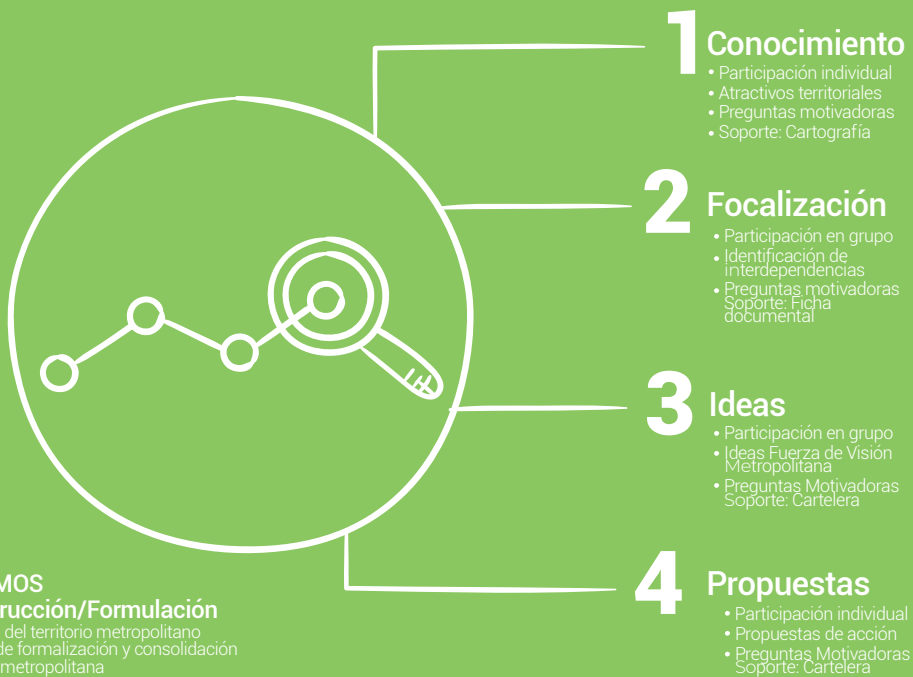 1 Conocimiento
• Participación individual
• Atractivos territoriales
• Preguntas motivadoras
• Soporte: Cartografía
2 Focalización
• Participación en grupo
• Identificación de
interdependencias
• Preguntas motivadoras
Soporte: Ficha
documental
3 Ideas
• Participación en grupo
• Ideas Fuerza de Visión
Metropolitana
• Preguntas Motivadoras
Soporte: Cartelera
4 Propuestas
• Participación individual
• Propuestas de acción
• Preguntas Motivadoras
Soporte: Cartelera
MOS
rucción/Formulación
del territorio metropolitano
de formalización y consolidación
metropolitana